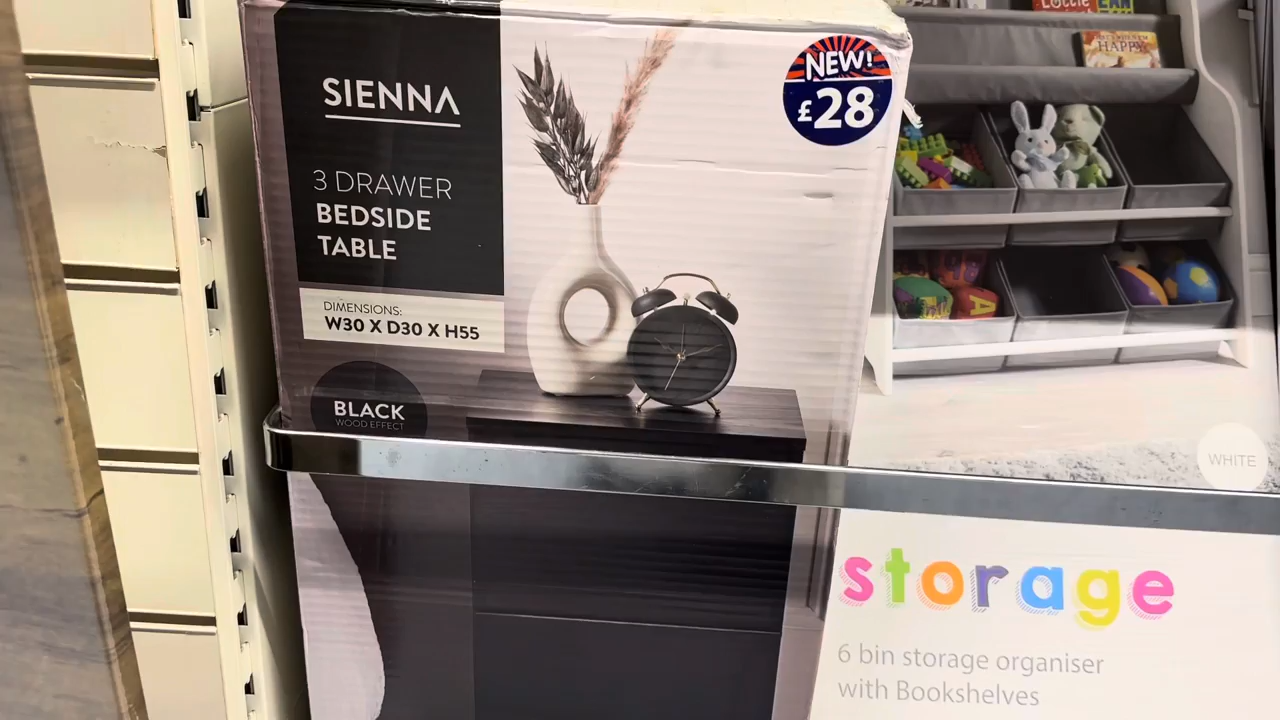 SIENNA
3 DRAWER
BEDSIDE
TABLE
DIMENSIONS:
W30 X D30 X H55
BLACK
WOOD EFFECT
NEW!
£28
HAPPY
WHITE
storage
6 bin storage organiser
with Bookshelves